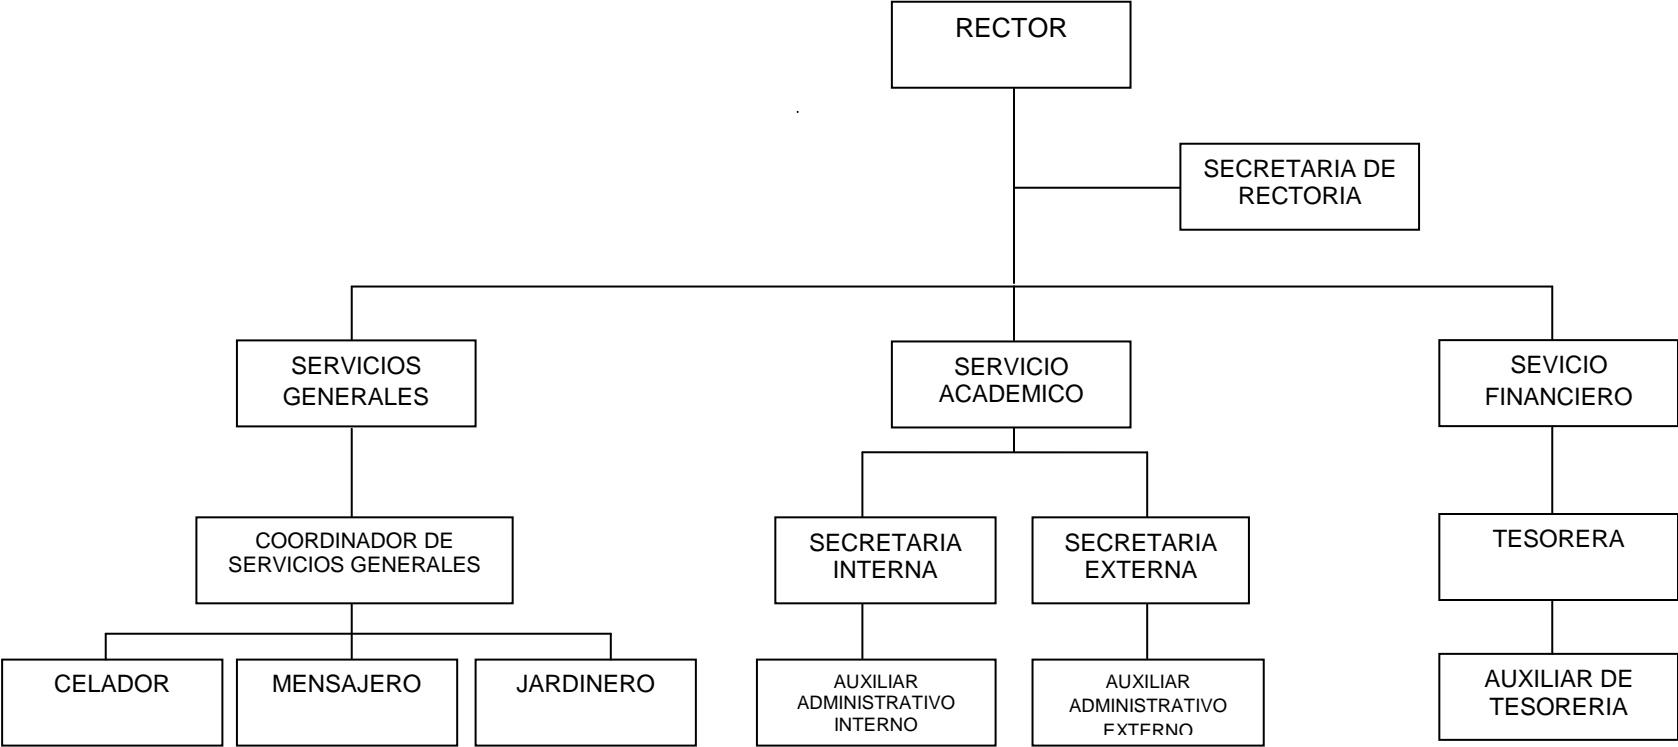 RECTOR
SECRETARIA DE
RECTORIA
SERVICIOS
GENERALES
SERVICIO
ACADEMICO
SEVICIO
FINANCIERO
COORDINADOR DE
SERVICIOS GENERALES
SECRETARIA
INTERNA
SECRETARIA
EXTERNA
TESORERA
CELADOR
MENSAJERO
JARDINERO
AUXILIAR
ADMINISTRATIVO
INTERNO
AUXILIAR
ADMINISTRATIVO
EXTERNO
AUXILIAR DE
TESORERIA